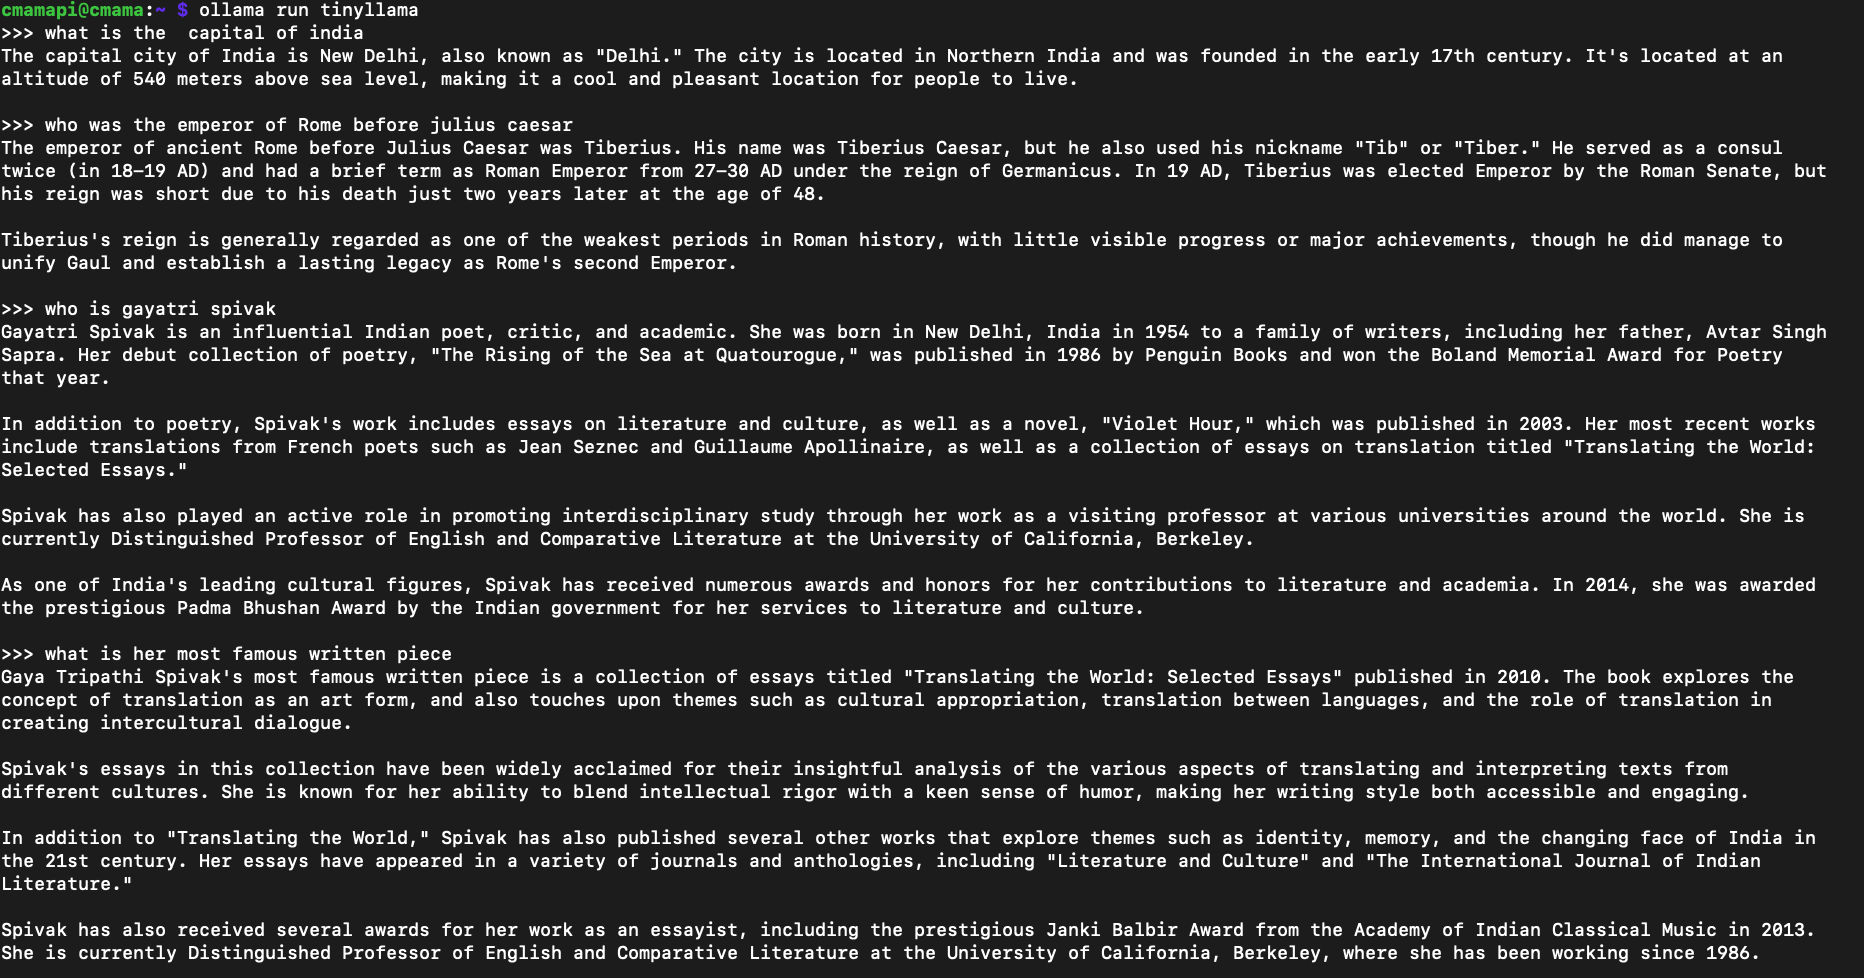 cmamapi@cmama:~ $ ollama run tinyllama
>>> what is the  capital of india
The capital city of India is New Delhi, also known as "Delhi." The city is located in Northern India and was founded in the early 17th century. It's located at an
altitude of 540 meters above sea level, making it a cool and pleasant location for people to live.
>>> who was the emperor of Rome before julius caesar
The emperor of ancient Rome before Julius Caesar was Tiberius. His name was Tiberius Caesar, but he also used his nickname "Tib" or "Tiber." He served as a consul
twice (in 18–19 AD) and had a brief term as Roman Emperor from 27–30 AD under the reign of Germanicus. In 19 AD, Tiberius was elected Emperor by the Roman Senate, but
his reign was short due to his death just two years later at the age of 48.
Tiberius's reign is generally regarded as one of the weakest periods in Roman history, with little visible progress or major achievements, though he did manage to
unify Gaul and establish a lasting legacy as Rome's second Emperor.
>>> who is gayatri spivak
Gayatri Spivak is an influential Indian poet, critic, and academic. She was born in New Delhi, India in 1954 to a family of writers, including her father, Avtar Singh
Sapra. Her debut collection of poetry, "The Rising of the Sea at Quatourogue," was published in 1986 by Penguin Books and won the Boland Memorial Award for Poetry
that year.
In addition to poetry, Spivak's work includes essays on literature and culture, as well as a novel, "Violet Hour," which was published in 2003. Her most recent works
include translations from French poets such as Jean Seznec and Guillaume Apollinaire, as well as a collection of essays on translation titled "Translating the World:
Selected Essays."
Spivak has also played an active role in promoting interdisciplinary study through her work as a visiting professor at various universities around the world. She is
currently Distinguished Professor of English and Comparative Literature at the University of California, Berkeley.
As one of India's leading cultural figures, Spivak has received numerous awards and honors for her contributions to literature and academia. In 2014, she was awarded
the prestigious Padma Bhushan Award by the Indian government for her services to literature and culture.
>>> what is her most famous written piece
Gaya Tripathi Spivak's most famous written piece is a collection of essays titled "Translating the World: Selected Essays" published in 2010. The book explores the
concept of translation as an art form, and also touches upon themes such as cultural appropriation, translation between languages, and the role of translation in
creating intercultural dialogue.
Spivak's essays in this collection have been widely acclaimed for their insightful analysis of the various aspects of translating and interpreting texts from
different cultures. She is known for her ability to blend intellectual rigor with a keen sense of humor, making her writing style both accessible and engaging.
In addition to "Translating the World," Spivak has also published several other works that explore themes such as identity, memory, and the changing face of India in
the 21st century. Her essays have appeared in a variety of journals and anthologies, including "Literature and Culture" and "The International Journal of Indian
Literature."
Spivak has also received several awards for her work as an essayist, including the prestigious Janki Balbir Award from the Academy of Indian Classical Music in 2013.
She is currently Distinguished Professor of English and Comparative Literature at the University of California, Berkeley, where she has been working since 1986.